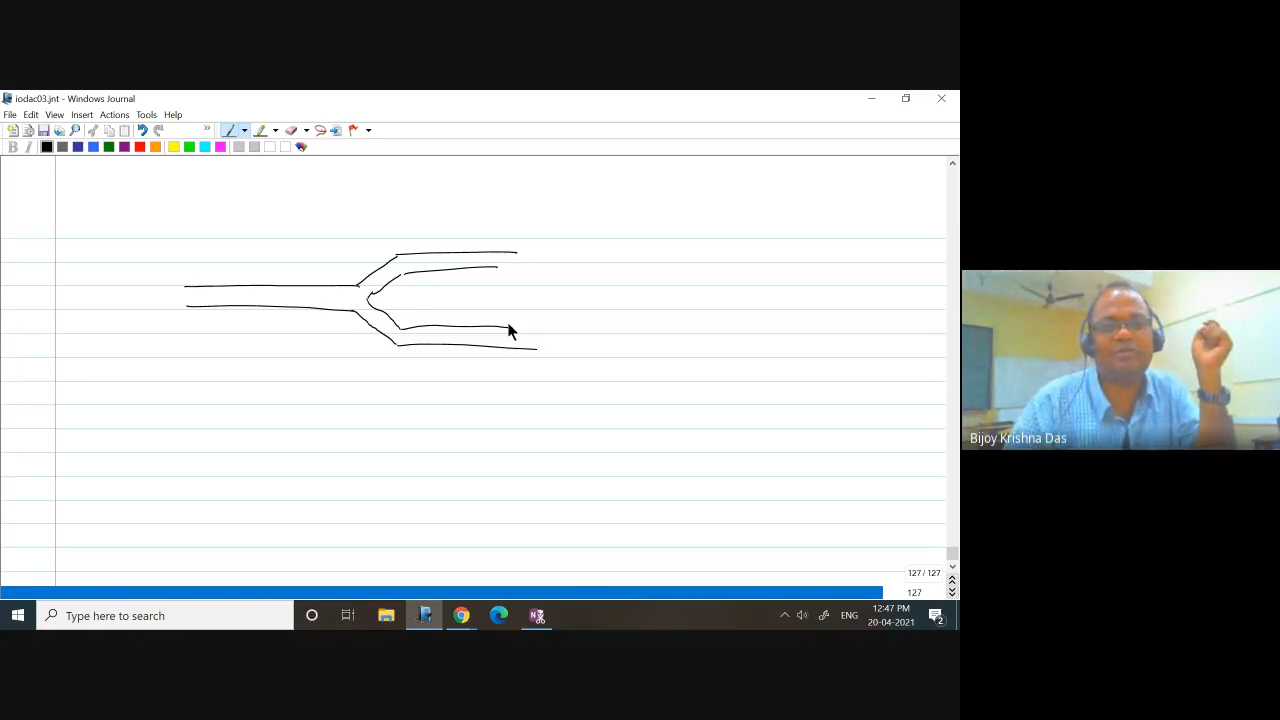 iodac03.jnt - Windows Journal
File Edit View Insert Actions Tools Help
B I
Bijoy Krishna Das
127 / 127
127
Type here to search
ENG
12:47 PM
20-04-2021
2